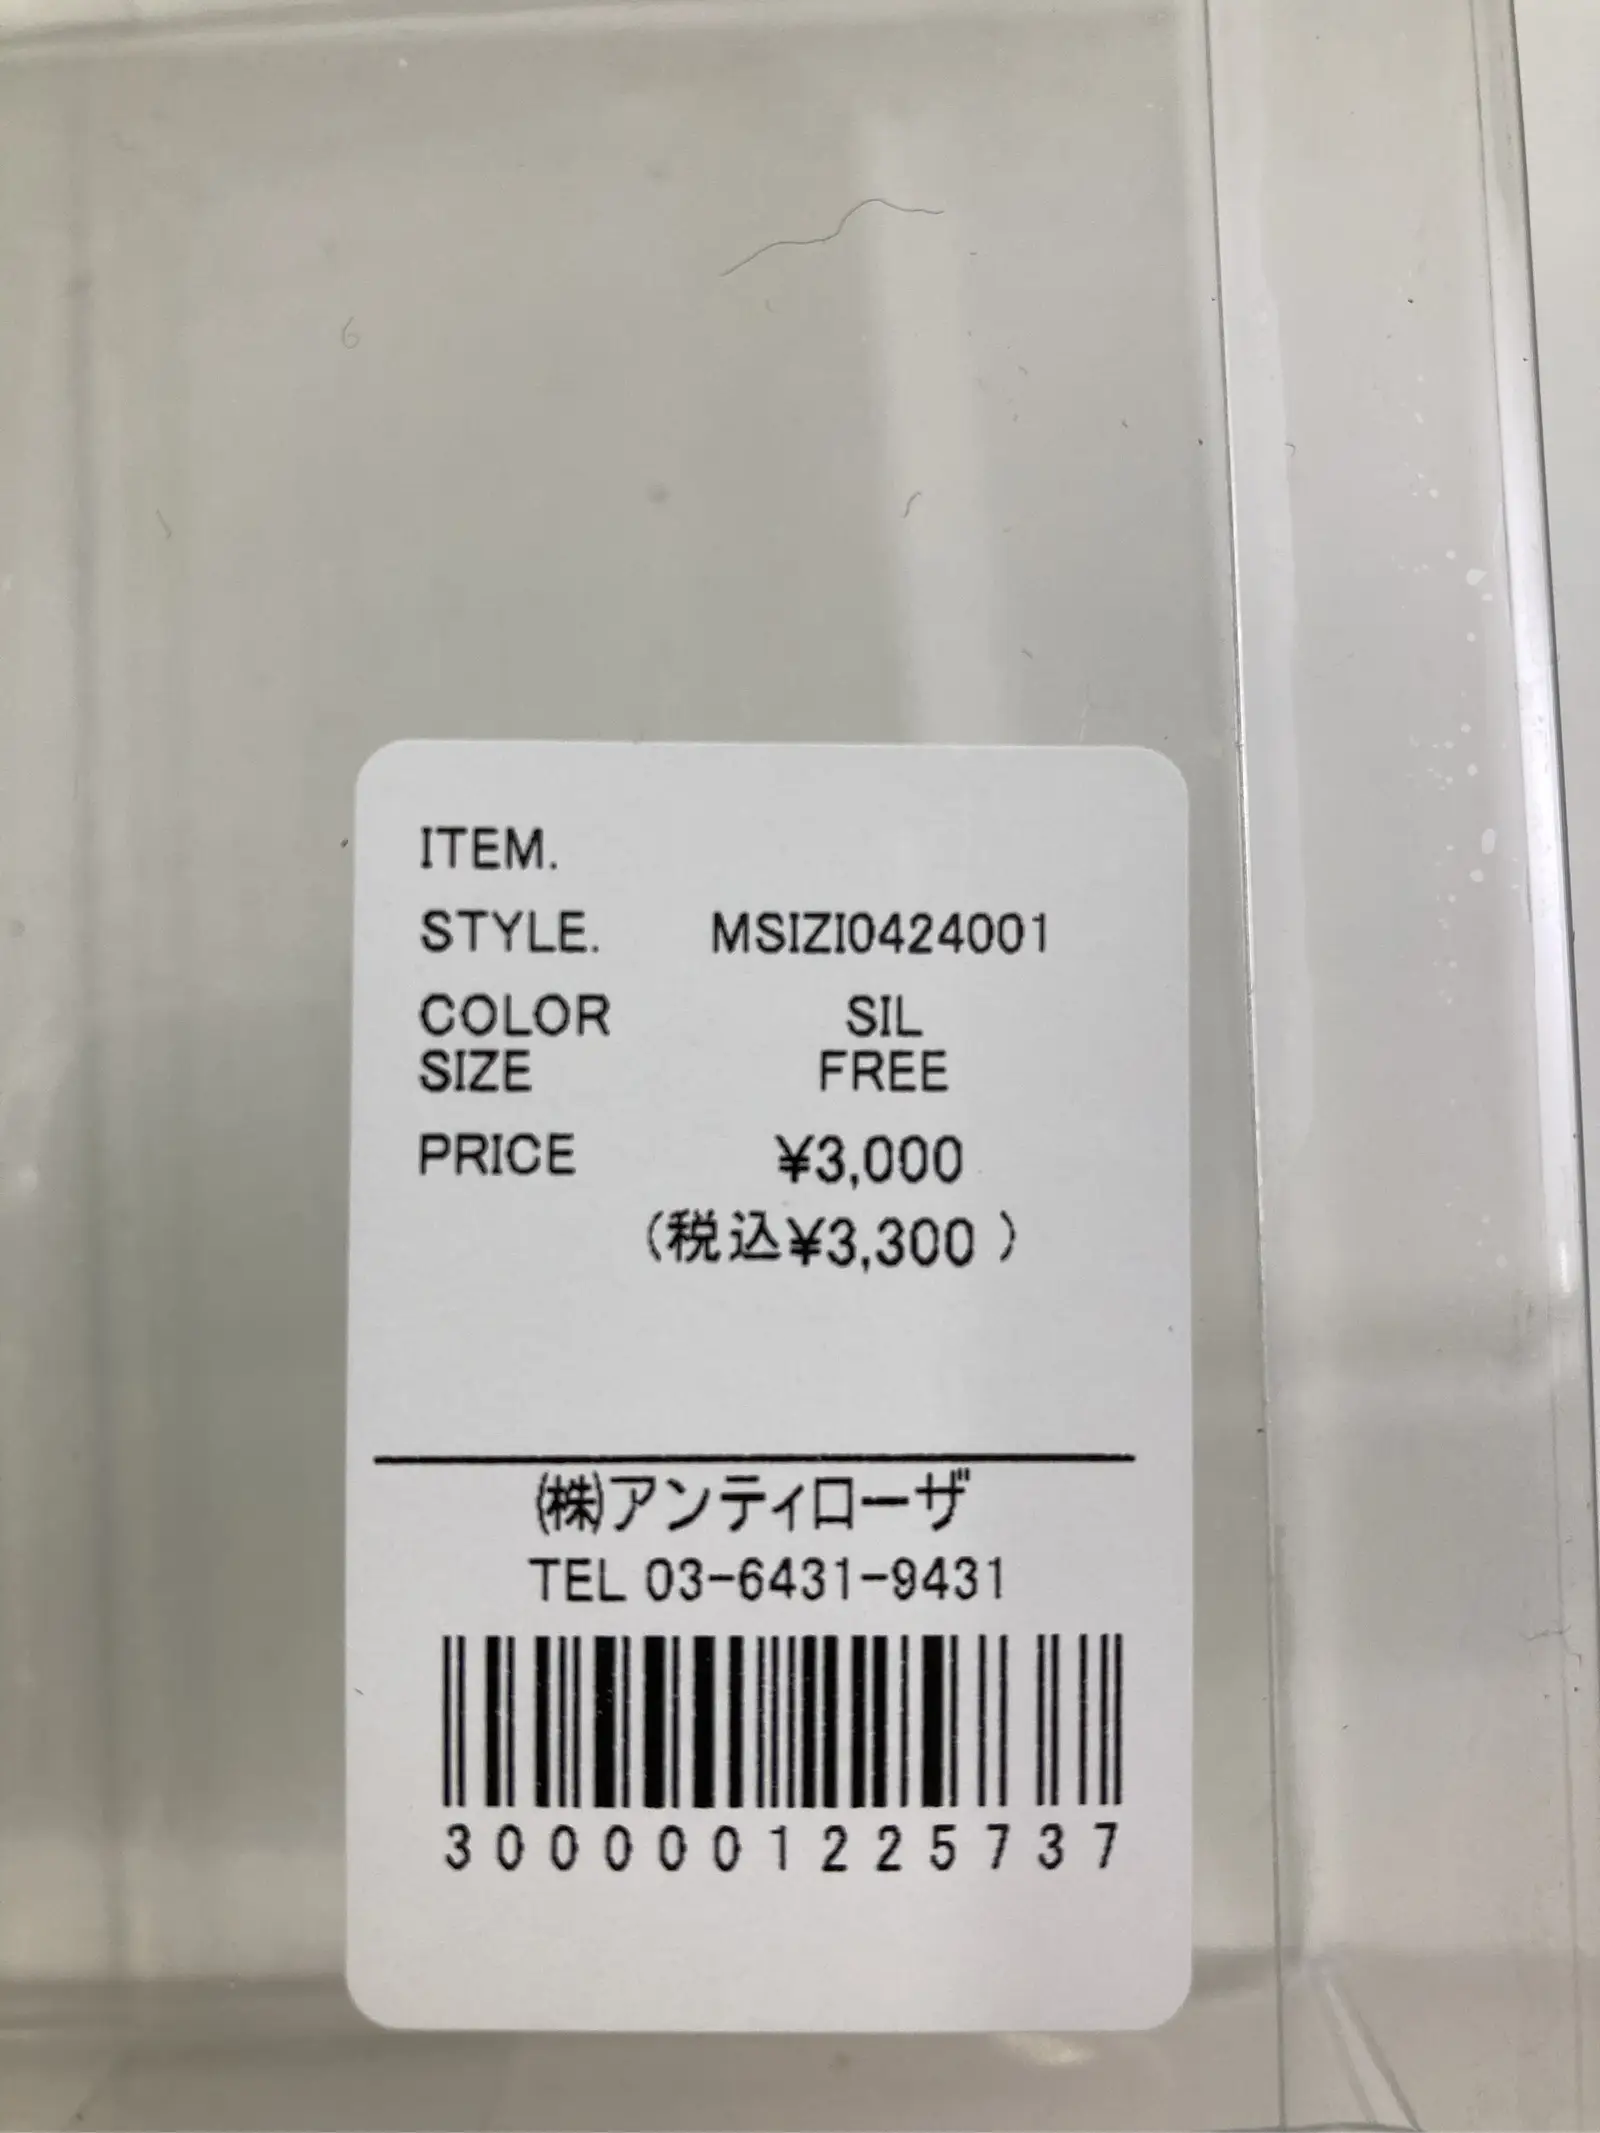 ITEM.
STYLE. MSIZI0424001
COLOR SIL
SIZE FREE
PRICE ¥3,000
(税込¥3,300 )
㈱アンティローザ
TEL 03-6431-9431
3000001225737